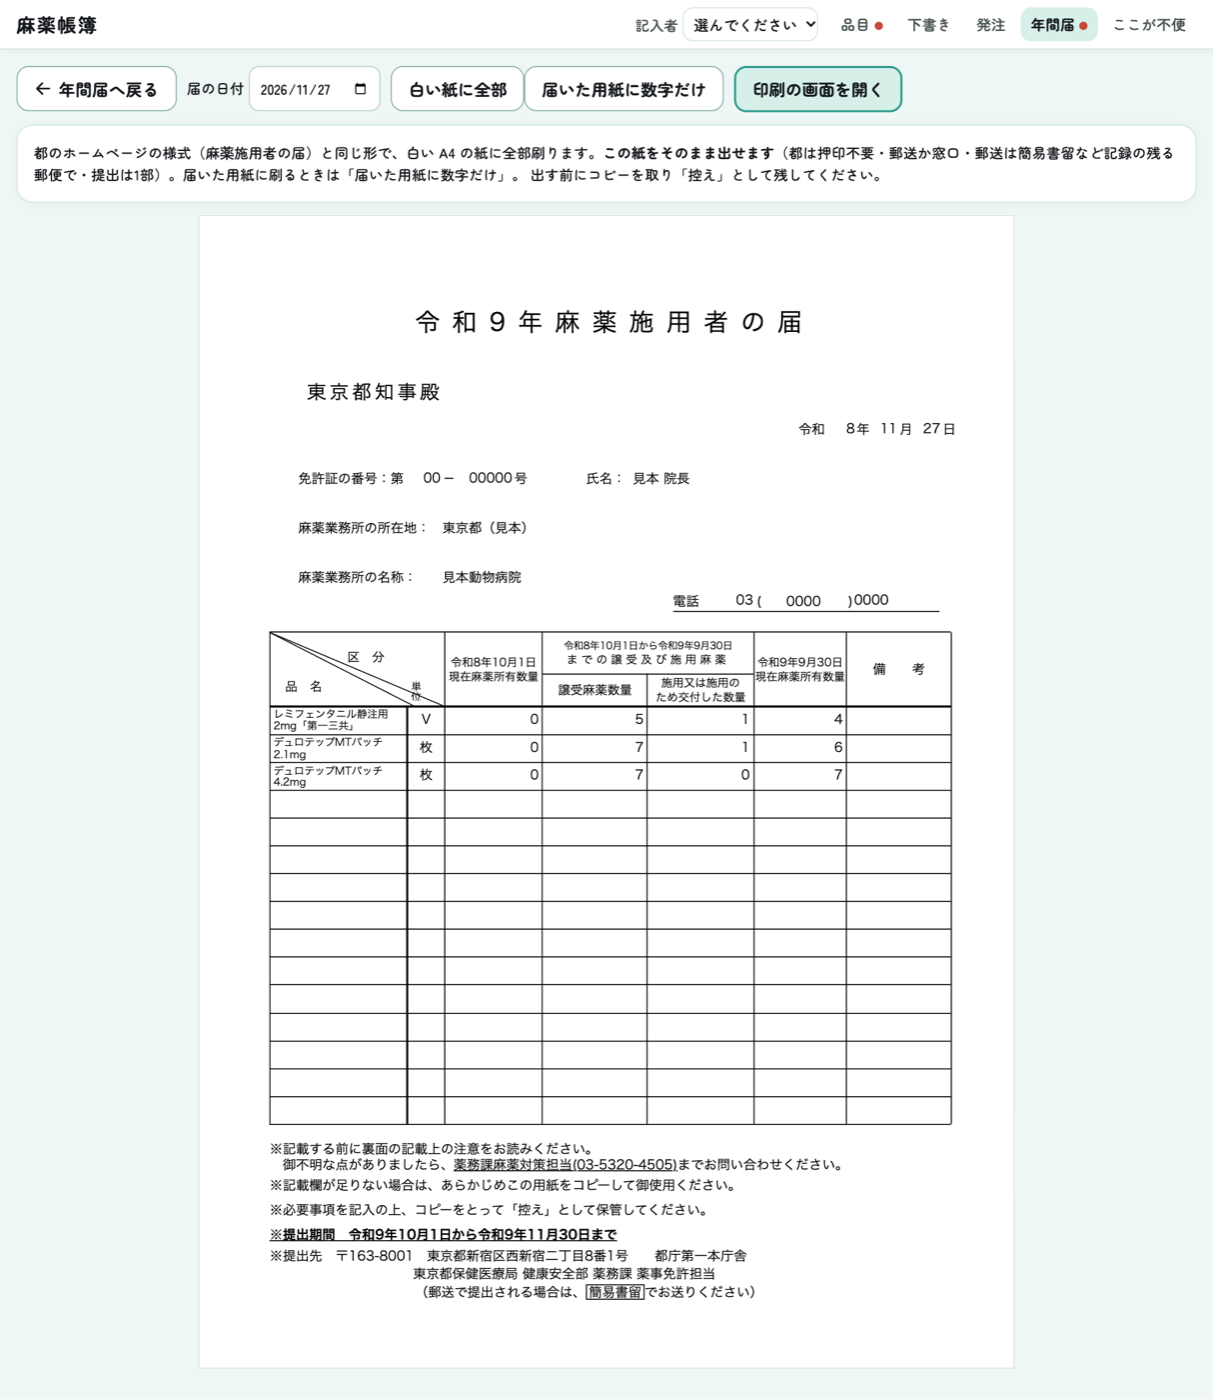 麻薬帳簿
記入者 選んでください 品目 下書き 発注 年間届 ここが不便
← 年間届へ戻る 届の日付 2026/11/27 白い紙に全部 届いた用紙に数字だけ 印刷の画面を開く
都のホームページの様式（麻薬施用者の届）と同じ形で、白い A4 の紙に全部刷ります。この紙をそのまま出せます（都は押印不要・郵送か窓口・郵送は簡易書留など記録の残る
郵便で・提出は1部）。届いた用紙に刷るときは「届いた用紙に数字だけ」。 出す前にコピーを取り「控え」として残してください。
令和9年麻薬施用者の届
東京都知事殿
令和 8年 11月 27日
免許証の番号：第 00 － 00000号 氏名： 見本 院長
麻薬業務所の所在地： 東京都（見本）
麻薬業務所の名称： 見本動物病院
電話 03 ( 0000 )0000
区 分
品 名
単位
令和8年10月1日
現在麻薬所有数量
令和8年10月1日から令和9年9月30日
までの譲受及び施用麻薬
譲受麻薬数量
施用又は施用の
ため交付した数量
令和9年9月30日
現在麻薬所有数量
備 考
レミフェンタニル静注用
2mg「第一三共」 V 0 5 1 4
デュロテップMTパッチ
2.1mg 枚 0 7 1 6
デュロテップMTパッチ
4.2mg 枚 0 7 0 7
※記載する前に裏面の記載上の注意をお読みください。
御不明な点がありましたら、薬務課麻薬対策担当(03-5320-4505)までお問い合わせください。
※記載欄が足りない場合は、あらかじめこの用紙をコピーして御使用ください。
※必要事項を記入の上、コピーをとって「控え」として保管してください。
※提出期間 令和9年10月1日から令和9年11月30日まで
※提出先 〒163-8001 東京都新宿区西新宿二丁目8番1号 都庁第一本庁舎
東京都保健医療局 健康安全部 薬務課 薬事免許担当
（郵送で提出される場合は、簡易書留でお送りください）